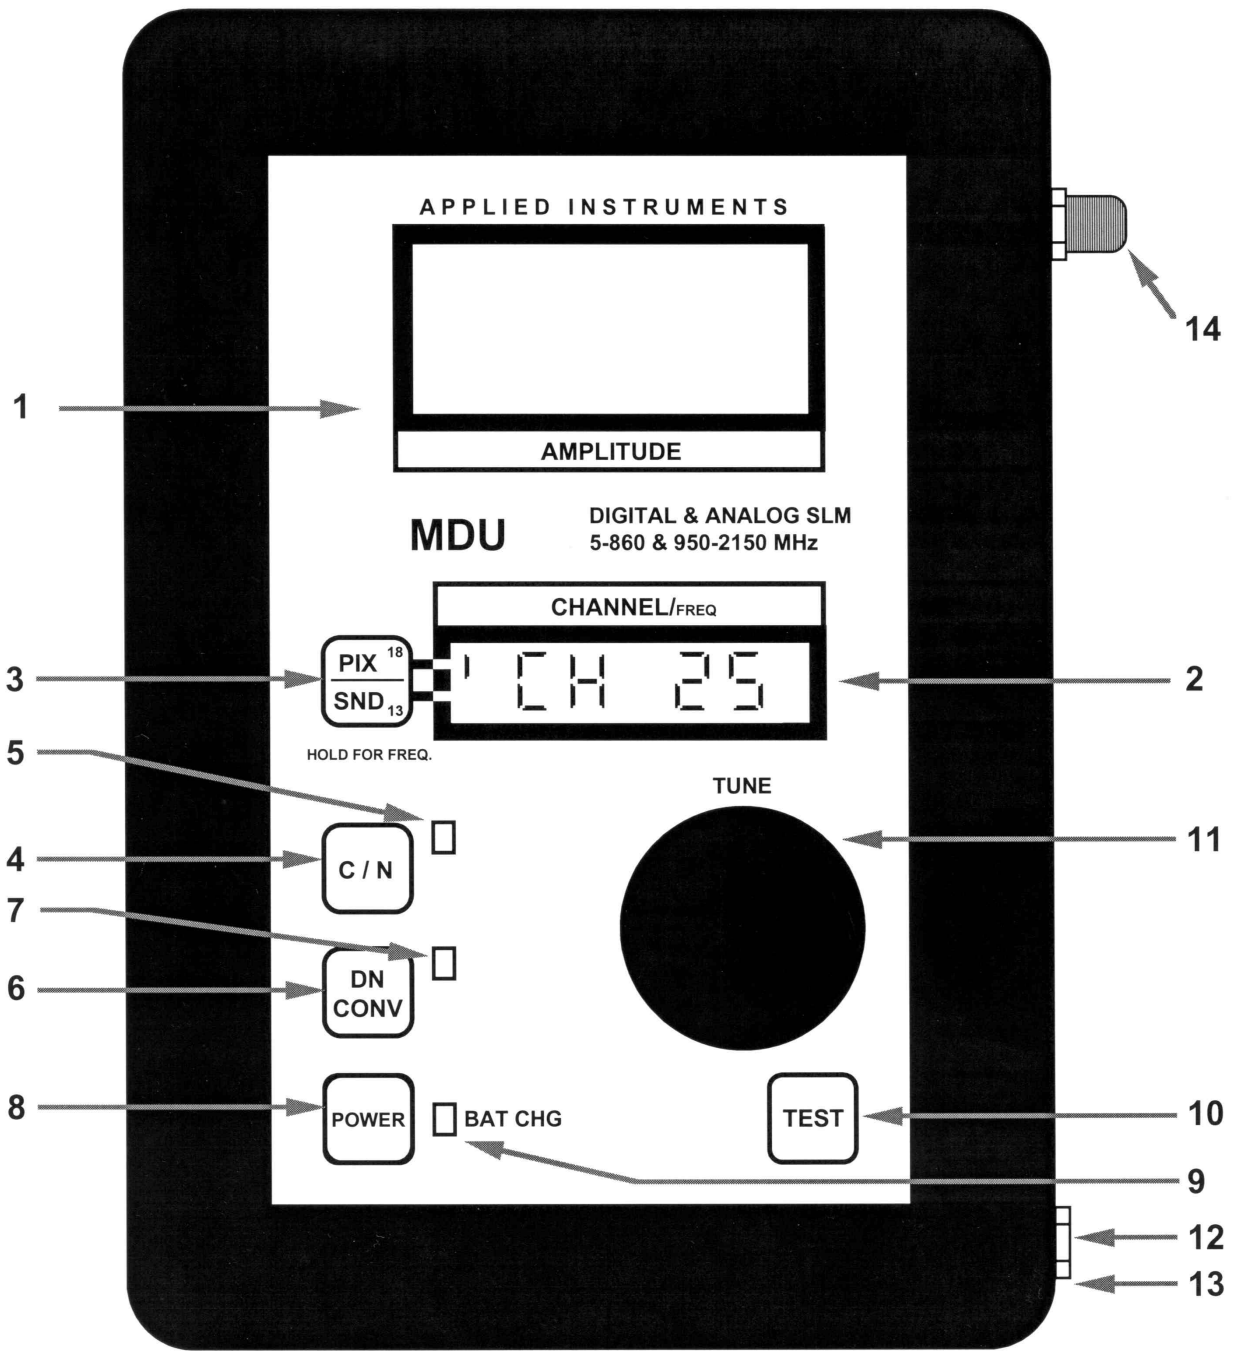 APPLIED INSTRUMENTS
14
1
AMPLITUDE
MDU
DIGITAL & ANALOG SLM
5-860 & 950-2150 MHz
CHANNEL/FREQ
3
PIX 18
SND 13
' CH 25
2
HOLD FOR FREQ.
5
TUNE
4
C / N
11
7
6
DN
CONV
8
POWER
BAT CHG
TEST
10
9
12
13